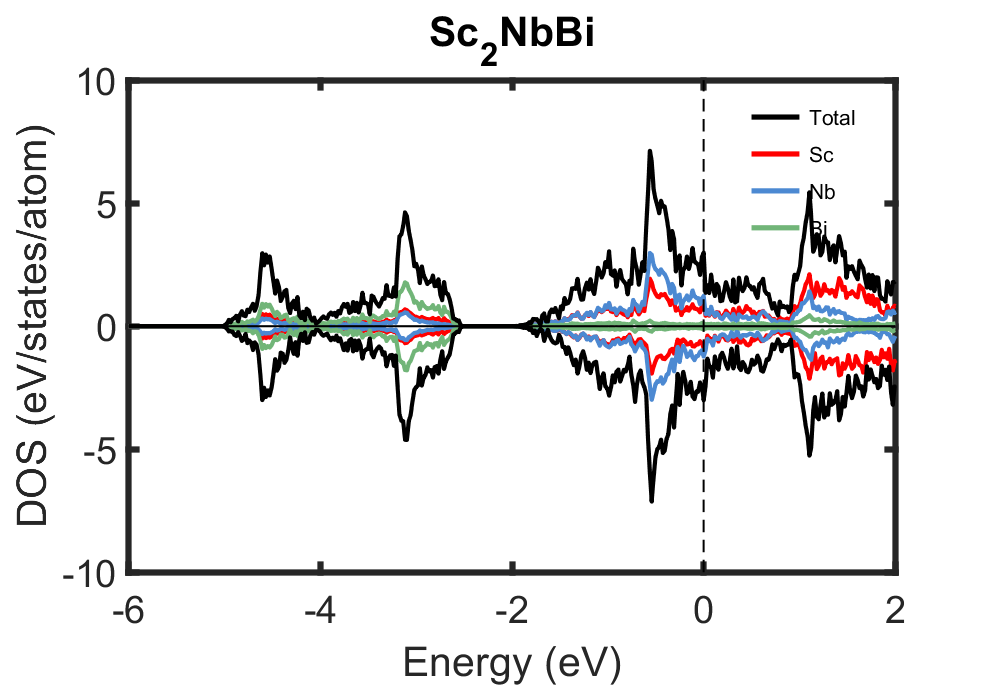 Sc2NbBi
10
5
0
-5
-10
DOS (eV/states/atom)
Total
Sc
Nb
Bi
-6
-4
-2
0
2
Energy (eV)